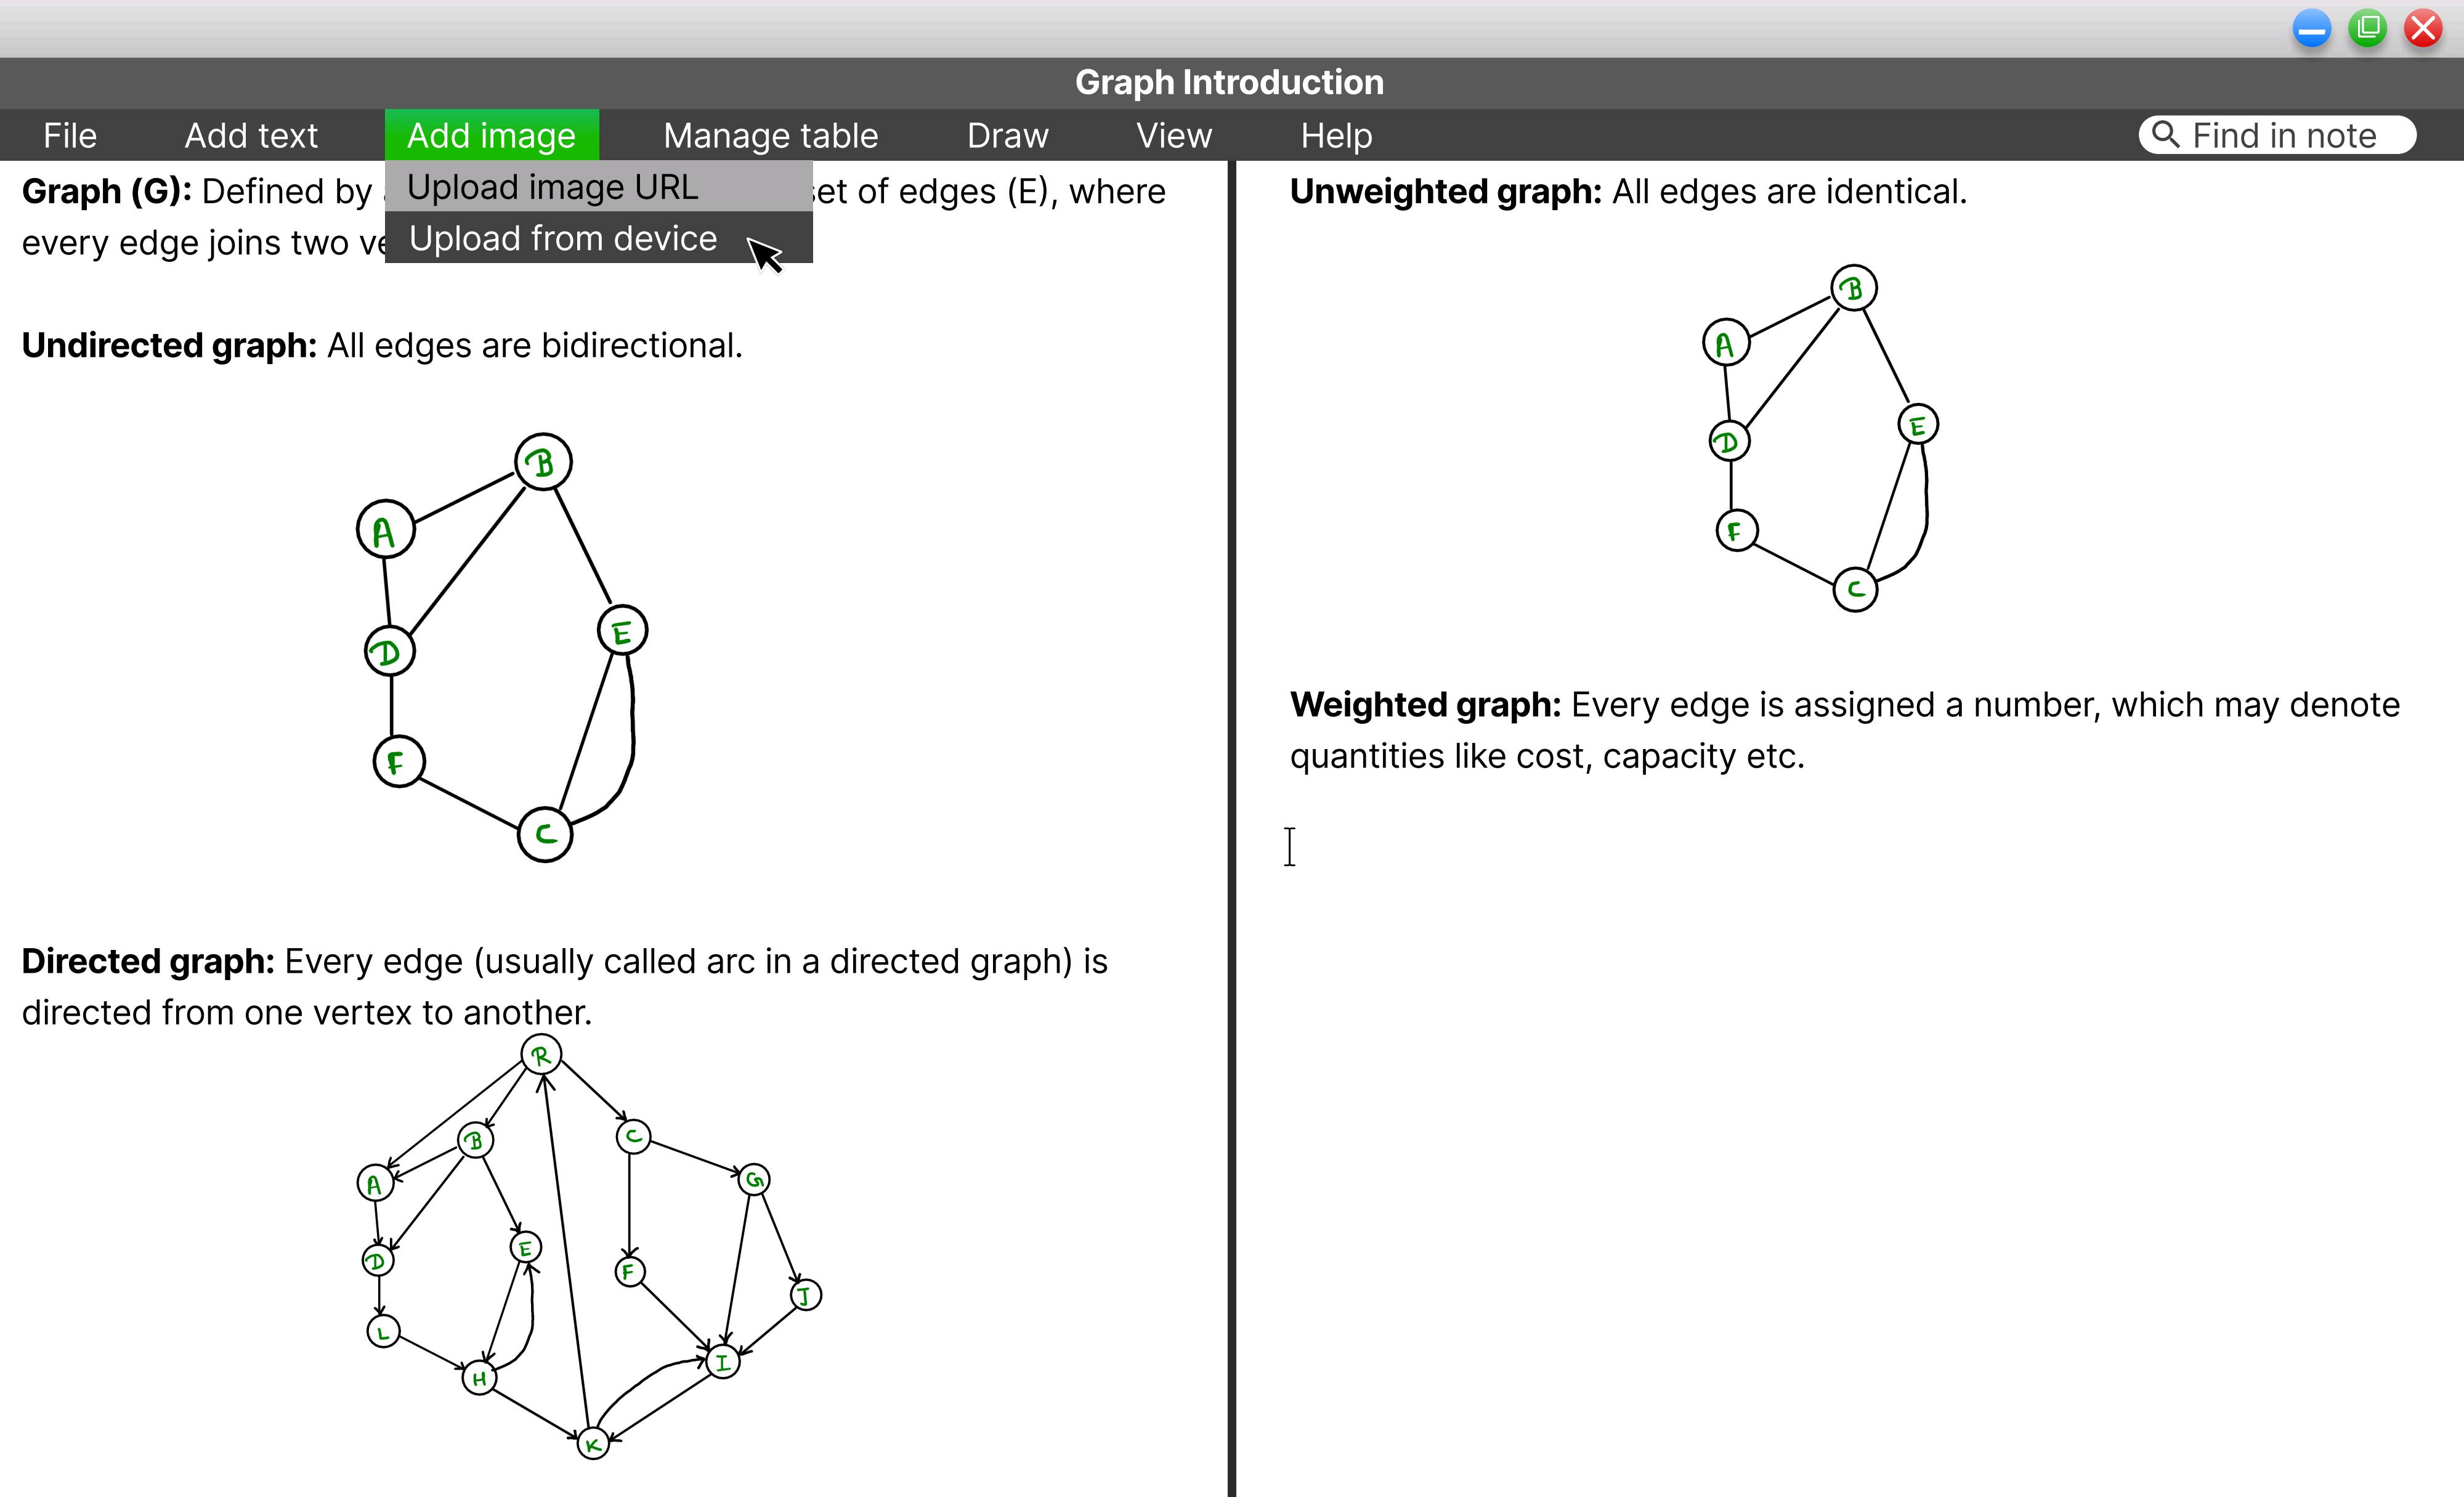 Graph Introduction
File Add text Add image Manage table Draw View Help Find in note
Upload image URL
Upload from device
Graph (G): Defined by set of edges (E), where
every edge joins two
Undirected graph: All edges are bidirectional.
B
A
D
E
F
C
Directed graph: Every edge (usually called arc in a directed graph) is
directed from one vertex to another.
R
B
C
A
G
D
E
F
J
L
H
I
K
Unweighted graph: All edges are identical.
B
A
D
E
F
C
Weighted graph: Every edge is assigned a number, which may denote
quantities like cost, capacity etc.